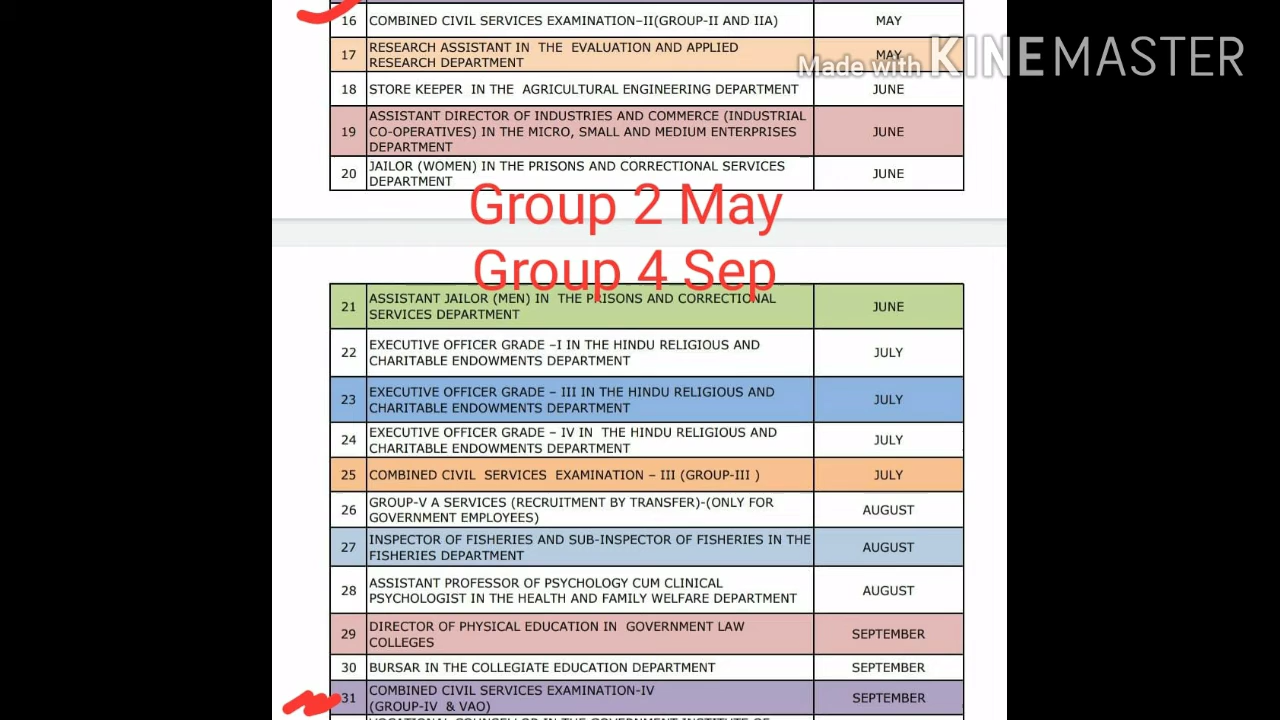 16 COMBINED CIVIL SERVICES EXAMINATION–II(GROUP-II AND IIA) MAY
17 RESEARCH ASSISTANT IN THE EVALUATION AND APPLIED
RESEARCH DEPARTMENT MAY
Made with KINEMASTER
18 STORE KEEPER IN THE AGRICULTURAL ENGINEERING DEPARTMENT JUNE
19 ASSISTANT DIRECTOR OF INDUSTRIES AND COMMERCE (INDUSTRIAL
CO-OPERATIVES) IN THE MICRO, SMALL AND MEDIUM ENTERPRISES
DEPARTMENT JUNE
20 JAILOR (WOMEN) IN THE PRISONS AND CORRECTIONAL SERVICES
DEPARTMENT JUNE
Group 2 May
Group 4 Sep
21 ASSISTANT JAILOR (MEN) IN THE PRISONS AND CORRECTIONAL
SERVICES DEPARTMENT JUNE
22 EXECUTIVE OFFICER GRADE –I IN THE HINDU RELIGIOUS AND
CHARITABLE ENDOWMENTS DEPARTMENT JULY
23 EXECUTIVE OFFICER GRADE – III IN THE HINDU RELIGIOUS AND
CHARITABLE ENDOWMENTS DEPARTMENT JULY
24 EXECUTIVE OFFICER GRADE – IV IN THE HINDU RELIGIOUS AND
CHARITABLE ENDOWMENTS DEPARTMENT JULY
25 COMBINED CIVIL SERVICES EXAMINATION – III (GROUP-III ) JULY
26 GROUP-V A SERVICES (RECRUITMENT BY TRANSFER)-(ONLY FOR
GOVERNMENT EMPLOYEES) AUGUST
27 INSPECTOR OF FISHERIES AND SUB-INSPECTOR OF FISHERIES IN THE
FISHERIES DEPARTMENT AUGUST
28 ASSISTANT PROFESSOR OF PSYCHOLOGY CUM CLINICAL
PSYCHOLOGIST IN THE HEALTH AND FAMILY WELFARE DEPARTMENT AUGUST
29 DIRECTOR OF PHYSICAL EDUCATION IN GOVERNMENT LAW
COLLEGES SEPTEMBER
30 BURSAR IN THE COLLEGIATE EDUCATION DEPARTMENT SEPTEMBER
31 COMBINED CIVIL SERVICES EXAMINATION-IV
(GROUP-IV & VAO) SEPTEMBER
VOCATIONAL COUNSELLOR IN THE GOVERNMENT INSTITUTE OF